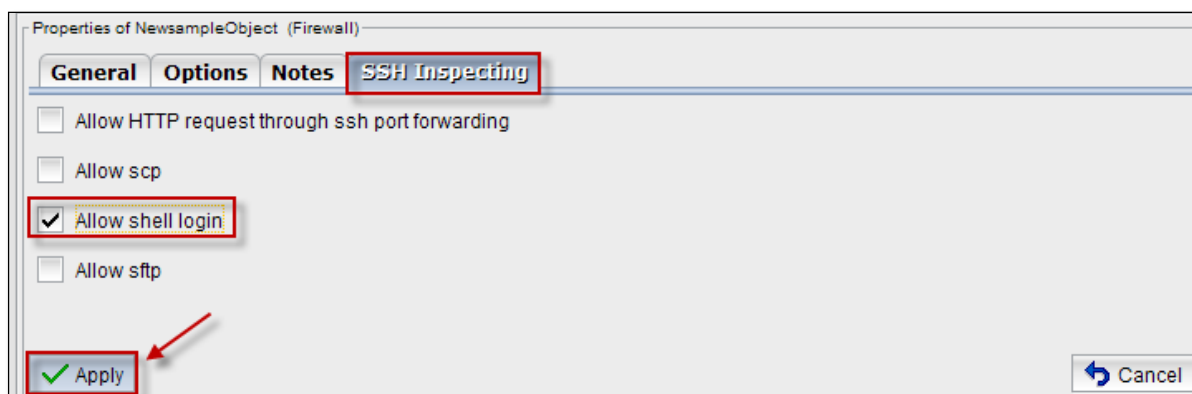 Properties of NewsampleObject (Firewall)
General Options Notes SSH Inspecting
Allow HTTP request through ssh port forwarding
Allow scp
Allow shell login
Allow sftp
Apply Cancel